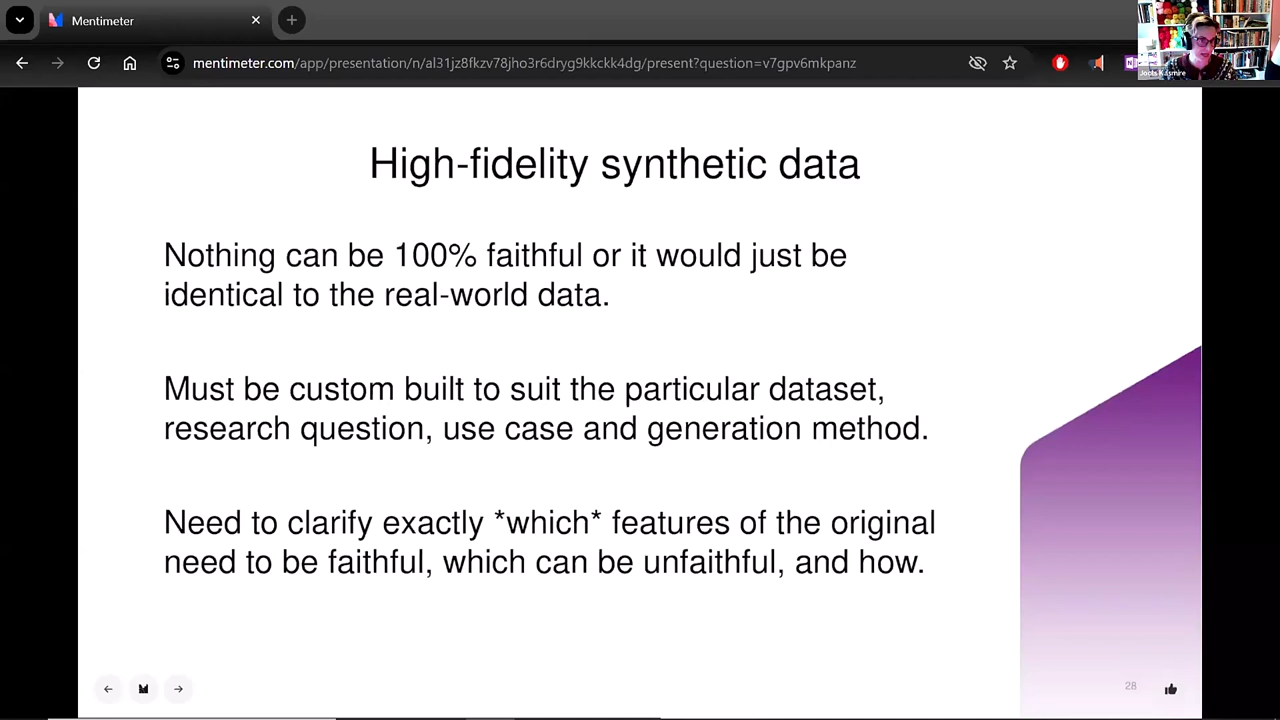 Mentimeter
mentimeter.com/app/presentation/n/al31z8fkzv78jho3r6dryg9kkckk4dg/present?question=v7gpv6mkpanz
Jools Kasmire
High-fidelity synthetic data
Nothing can be 100% faithful or it would just be
identical to the real-world data.
Must be custom built to suit the particular dataset,
research question, use case and generation method.
Need to clarify exactly *which* features of the original
need to be faithful, which can be unfaithful, and how.
28